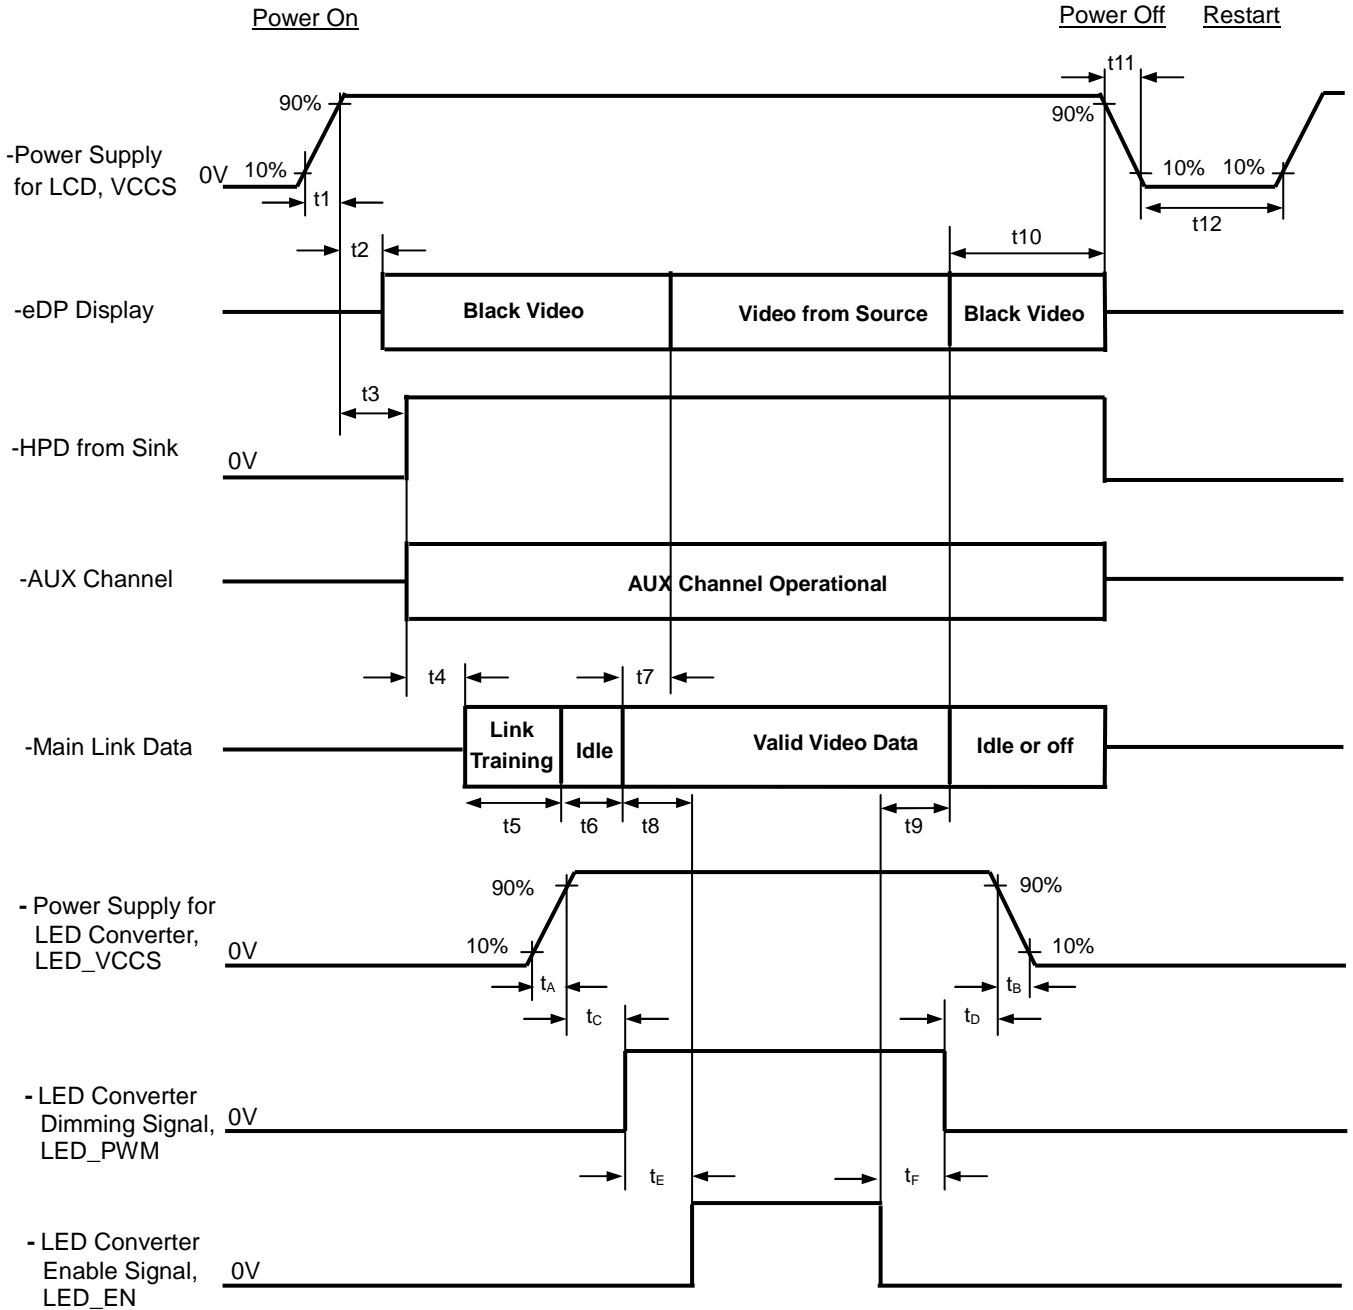 Power On
Power Off
Restart
t11
90%
90%
-Power Supply
for LCD, VCCS
0V
10%
10%
10%
t1
t12
t2
t10
-eDP Display
Black Video
Video from Source
Black Video
t3
-HPD from Sink
0V
-AUX Channel
AUX Channel Operational
t4
t7
-Main Link Data
Link
Training
Idle
Valid Video Data
Idle or off
t5
t6
t8
t9
90%
90%
- Power Supply for
LED Converter,
LED_VCCS
0V
10%
10%
tA
tB
tC
tD
- LED Converter
Dimming Signal,
LED_PWM
0V
tE
tF
- LED Converter
Enable Signal,
LED_EN
0V